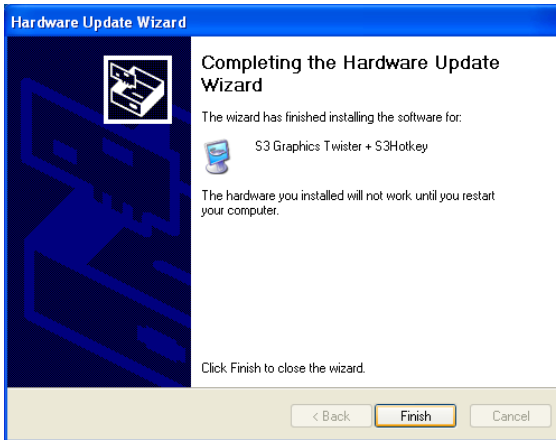 Hardware Update Wizard
Completing the Hardware Update
Wizard
The wizard has finished installing the software for:
S3 Graphics Twister + S3Hotkey
The hardware you installed will not work until you restart
your computer.
Click Finish to close the wizard.
< Back Finish Cancel